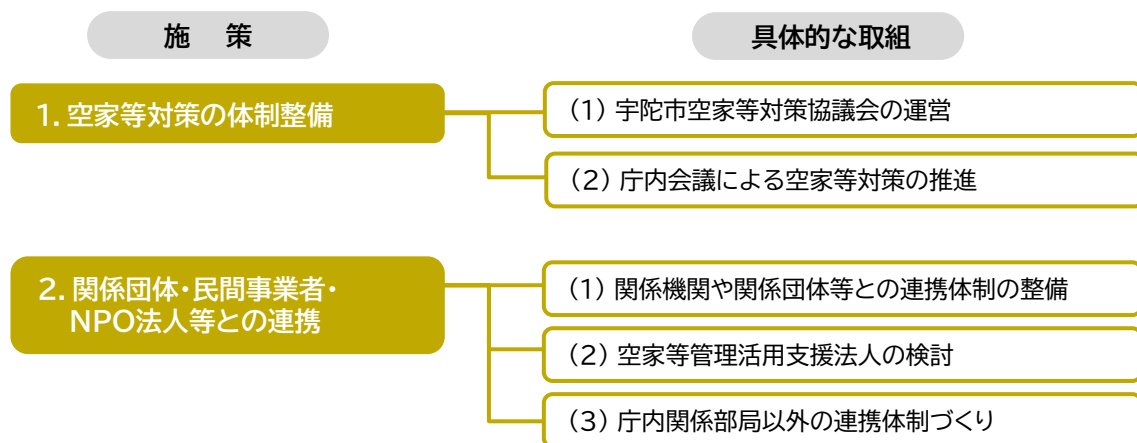 施 策
具体的な取組
1. 空家等対策の体制整備
(1) 宇陀市空家等対策協議会の運営
(2) 庁内会議による空家等対策の推進
2. 関係団体・民間事業者・
NPO法人等との連携
(1) 関係機関や関係団体等との連携体制の整備
(2) 空家等管理活用支援法人の検討
(3) 庁内関係部局以外の連携体制づくり